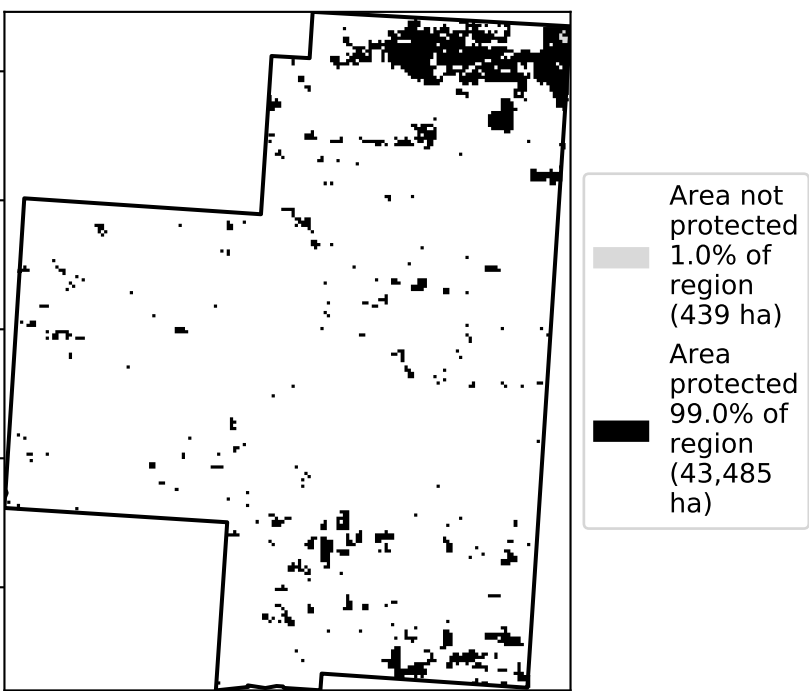 Area not
protected
1.0% of
region
(439 ha)
Area
protected
99.0% of
region
(43,485
ha)